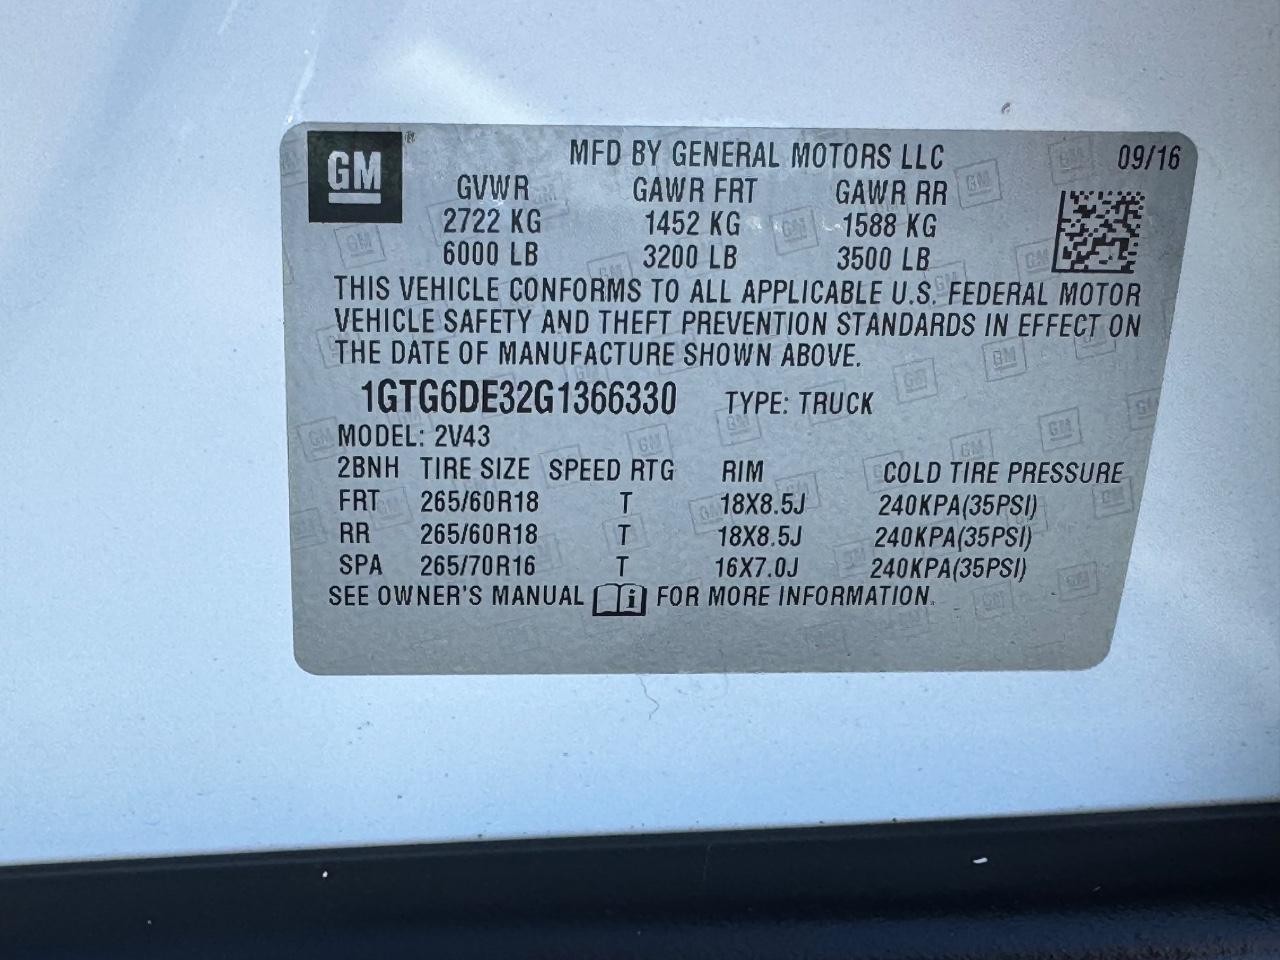 GM ®
MFD BY GENERAL MOTORS LLC 09/16
GVWR GAWR FRT GAWR RR
2722 KG 1452 KG 1588 KG
6000 LB 3200 LB 3500 LB
THIS VEHICLE CONFORMS TO ALL APPLICABLE U.S. FEDERAL MOTOR
VEHICLE SAFETY AND THEFT PREVENTION STANDARDS IN EFFECT ON
THE DATE OF MANUFACTURE SHOWN ABOVE.
1GTG6DE32G1366330 TYPE: TRUCK
MODEL: 2V43
2BNH TIRE SIZE SPEED RTG RIM COLD TIRE PRESSURE
FRT 265/60R18 T 18X8.5J 240KPA(35PSI)
RR 265/60R18 T 18X8.5J 240KPA(35PSI)
SPA 265/70R16 T 16X7.0J 240KPA(35PSI)
SEE OWNER'S MANUAL i FOR MORE INFORMATION.